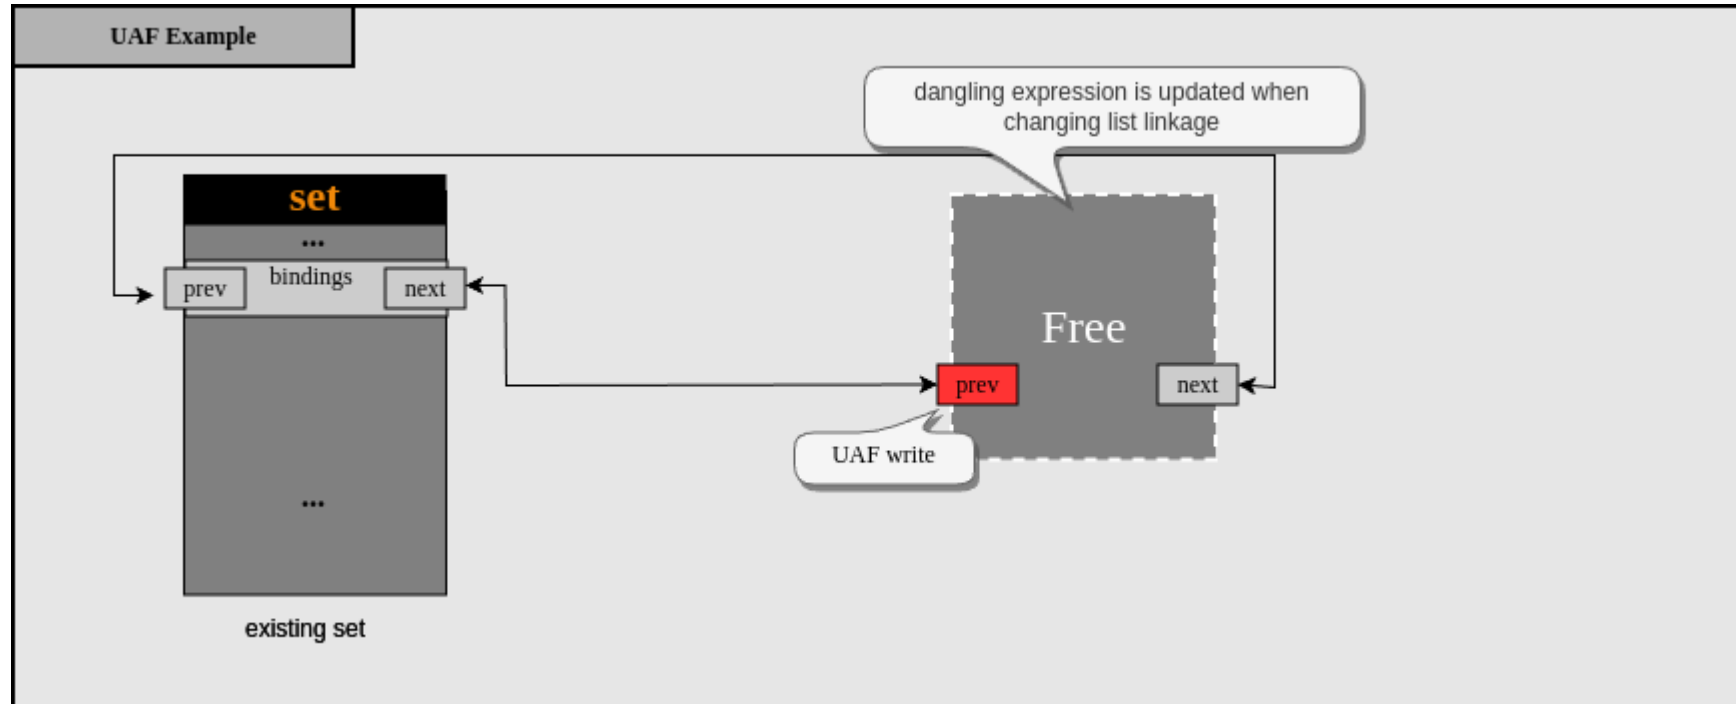 UAF Example
dangling expression is updated when
changing list linkage
set
...
prev
bindings
next
Free
prev
next
UAF write
...
existing set